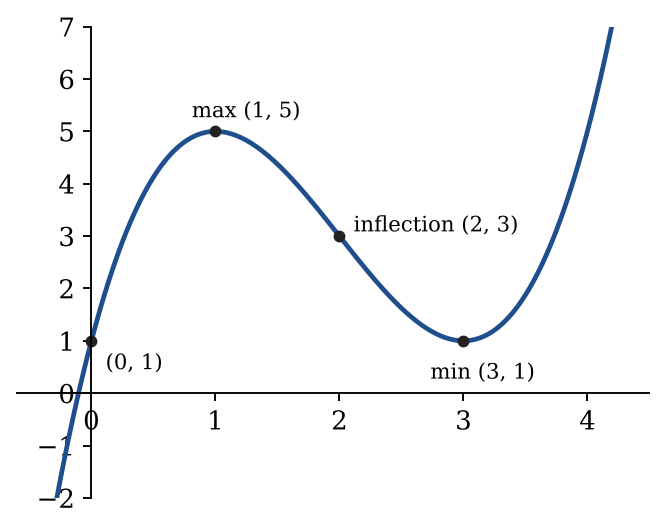 7
6
max (1, 5)
5
4
3
inflection (2, 3)
2
1
(0, 1)
min (3, 1)
0
0 1 2 3 4
−1
−2